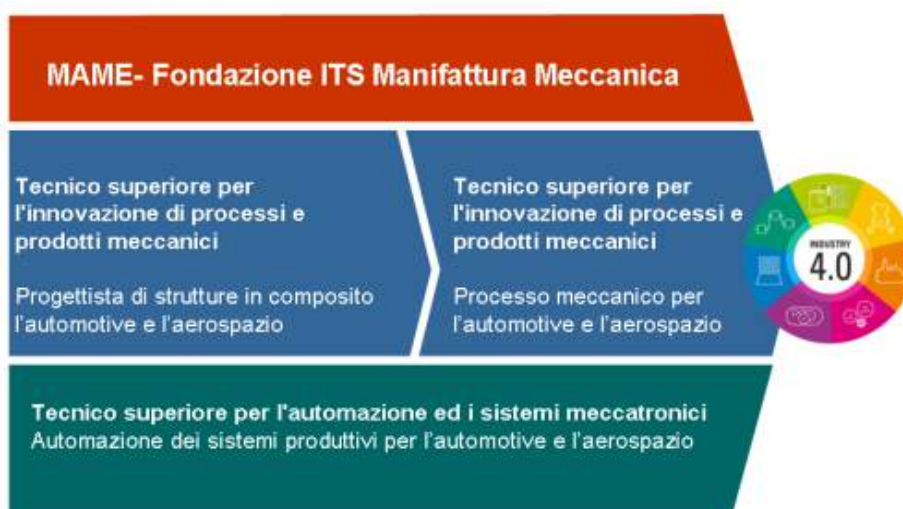 MAME- Fondazione ITS Manifattura Meccanica
Tecnico superiore per
l'innovazione di processi e
prodotti meccanici
Progettista di strutture in composito
l'automotive e l'aerospazio
Tecnico superiore per
l'innovazione di processi e
prodotti meccanici
Processo meccanico per
l'automotive e l'aerospazio
INDUSTRY
4.0
Tecnico superiore per l'automazione ed i sistemi meccatronici
Automazione dei sistemi produttivi per l'automotive e l'aerospazio